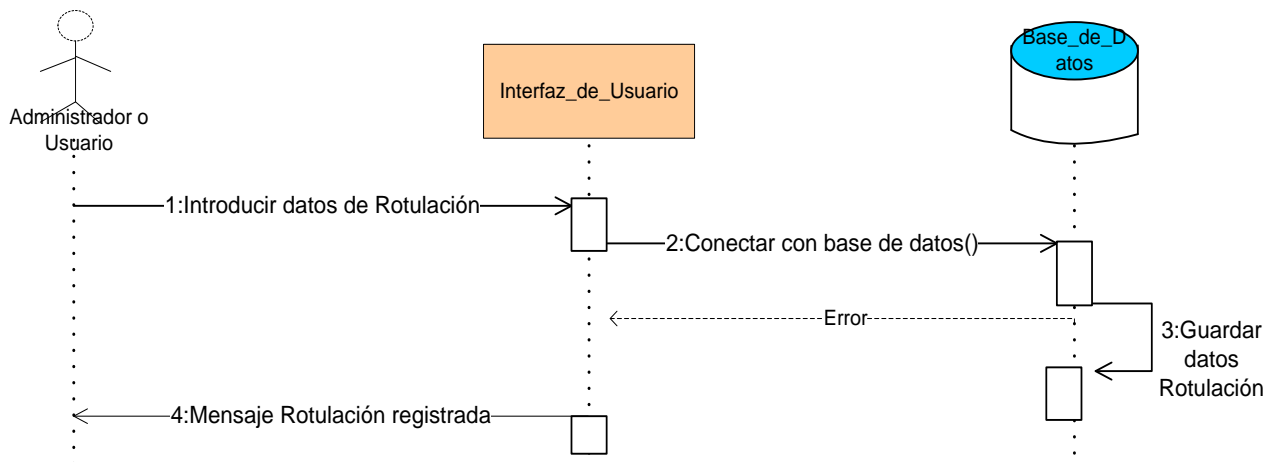 Base_de_D
atos
Interfaz_de_Usuario
Administrador o
Usuario
1:Introducir datos de Rotulación
2:Conectar con base de datos()
Error
3:Guardar
datos
Rotulación
4:Mensaje Rotulación registrada